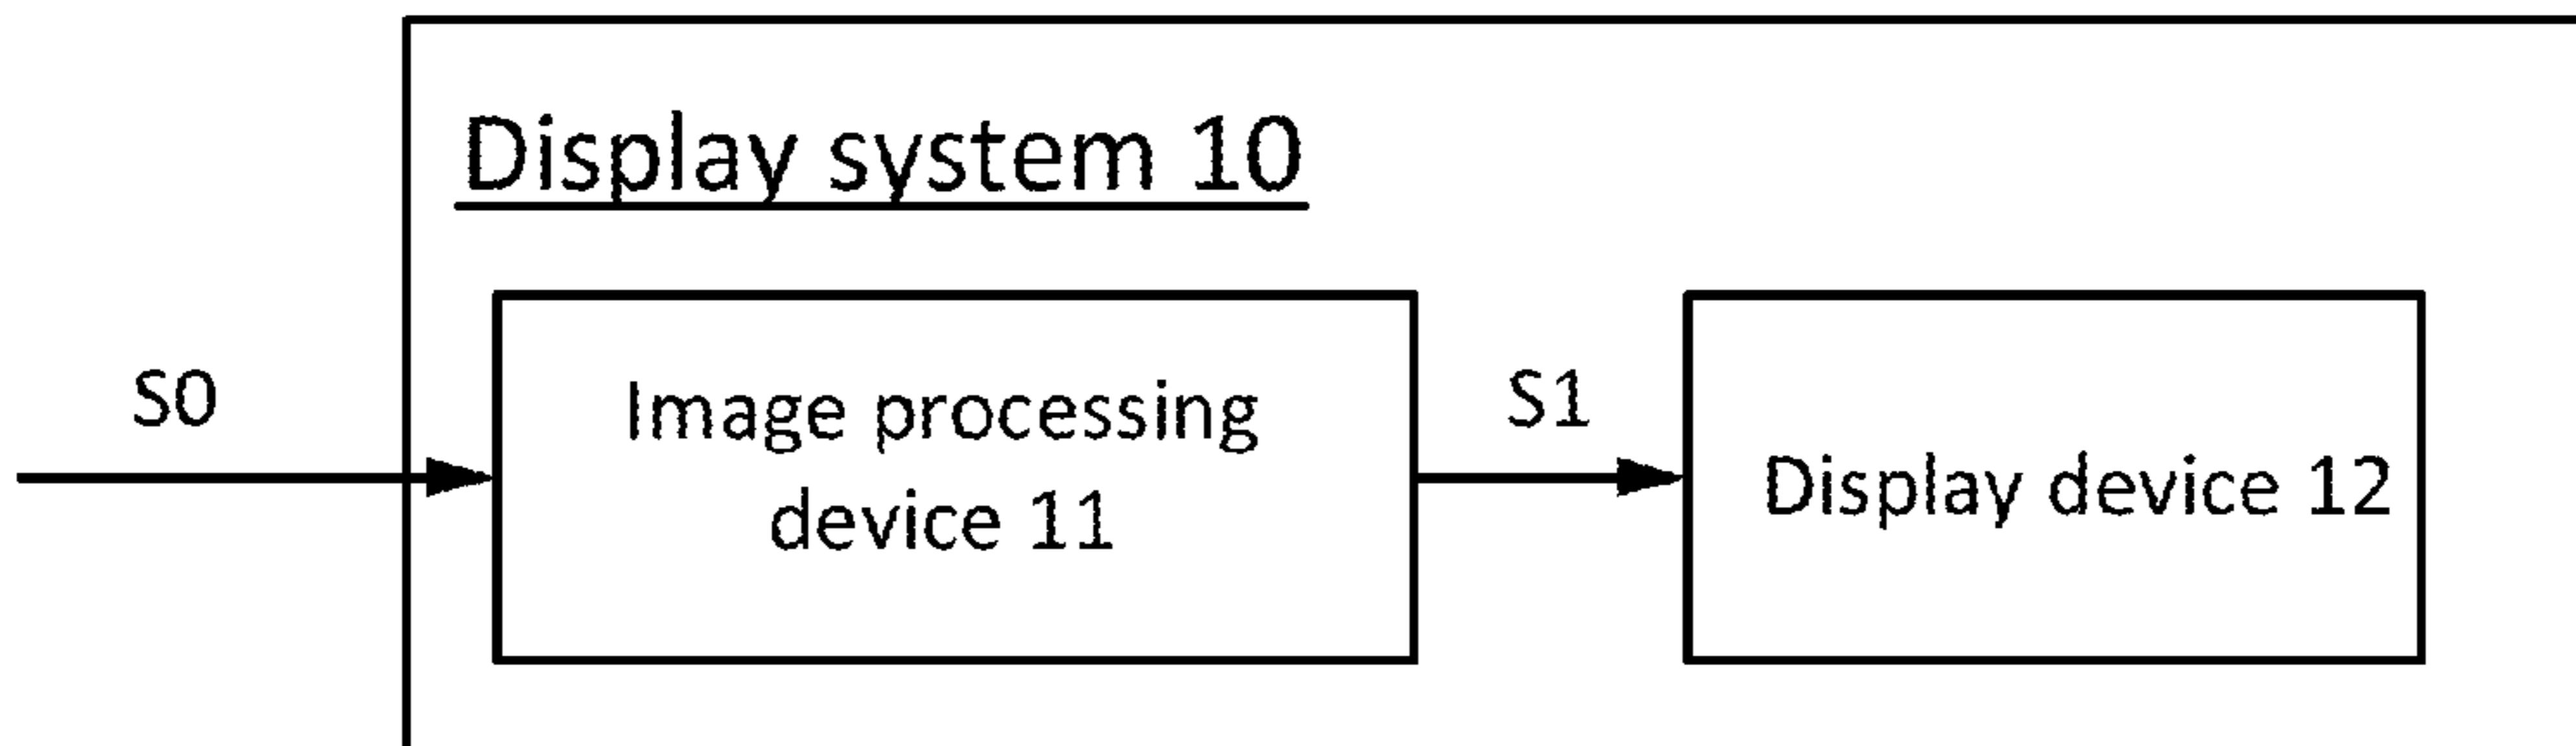 Display system 10
S0
Image processing
device 11
S1
Display device 12